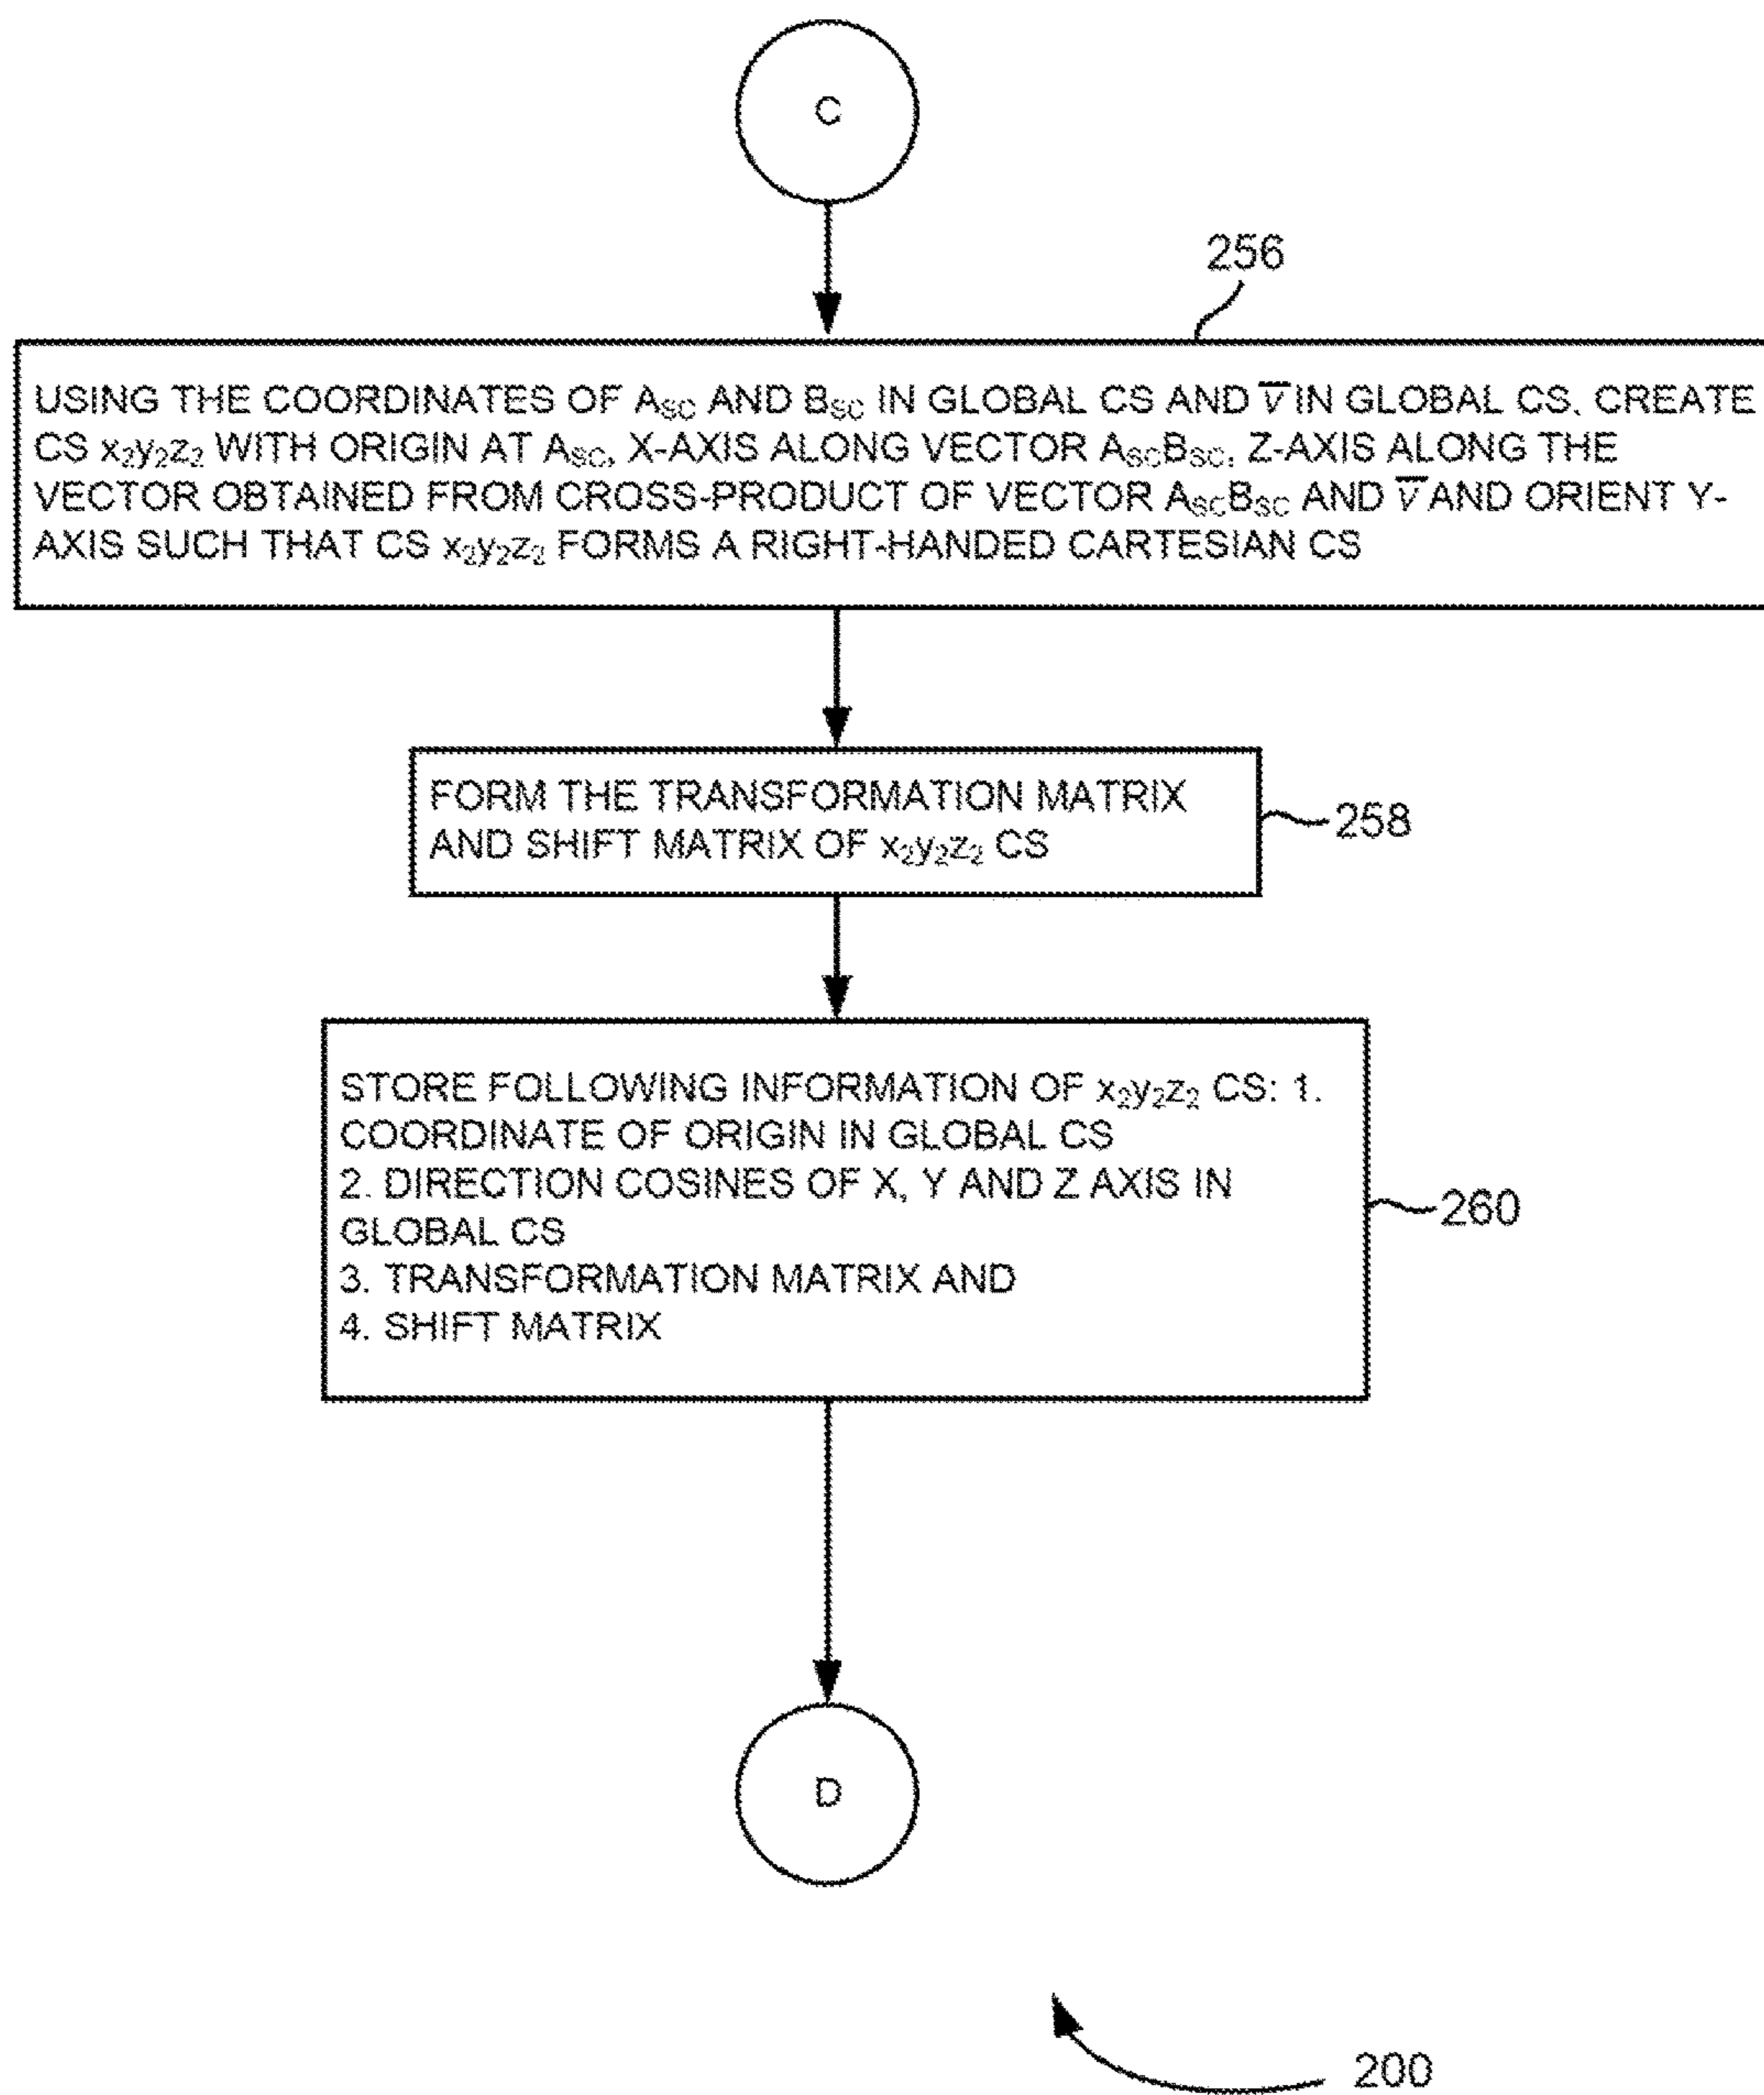 C
256
USING THE COORDINATES OF A_SC AND B_SC IN GLOBAL CS AND v̅ IN GLOBAL CS, CREATE
CS x₂y₂z₂ WITH ORIGIN AT A_SC, X-AXIS ALONG VECTOR A_SCB_SC, Z-AXIS ALONG THE
VECTOR OBTAINED FROM CROSS-PRODUCT OF VECTOR A_SCB_SC AND v̅ AND ORIENT Y-
AXIS SUCH THAT CS x₂y₂z₂ FORMS A RIGHT-HANDED CARTESIAN CS
FORM THE TRANSFORMATION MATRIX
AND SHIFT MATRIX OF x₂y₂z₂ CS
258
STORE FOLLOWING INFORMATION OF x₂y₂z₂ CS: 1.
COORDINATE OF ORIGIN IN GLOBAL CS
2. DIRECTION COSINES OF X, Y AND Z AXIS IN
GLOBAL CS
3. TRANSFORMATION MATRIX AND
4. SHIFT MATRIX
260
D
200